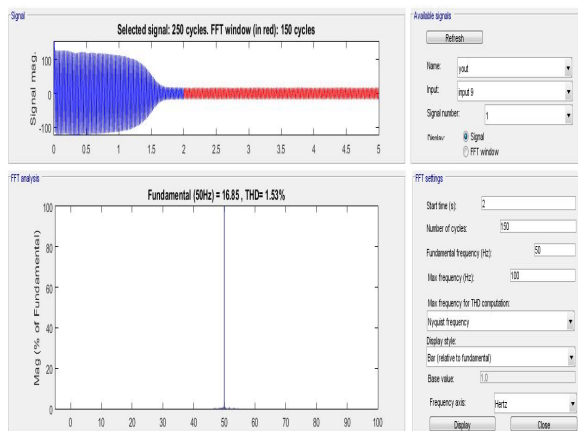 Signal
Selected signal: 250 cycles. FFT window (in red): 150 cycles
Signal mag.
100
0
-100
0 0.5 1 1.5 2 2.5 3 3.5 4 4.5 5
Available signals
Refresh
Name: yout
Input: input 9
Signal number: 1
Display: Signal
FFT window
FFT analysis
Fundamental (50Hz) = 16.85 , THD= 1.53%
Mag (% of Fundamental)
100
80
60
40
20
0
0 10 20 30 40 50 60 70 80 90 100
FFT settings
Start time (s): 2
Number of cycles: 150
Fundamental frequency (Hz): 50
Max frequency (Hz): 100
Max frequency for THD computation:
Nyquist frequency
Display style:
Bar (relative to fundamental)
Base value: 1.0
Frequency axis: Hertz
Display Close